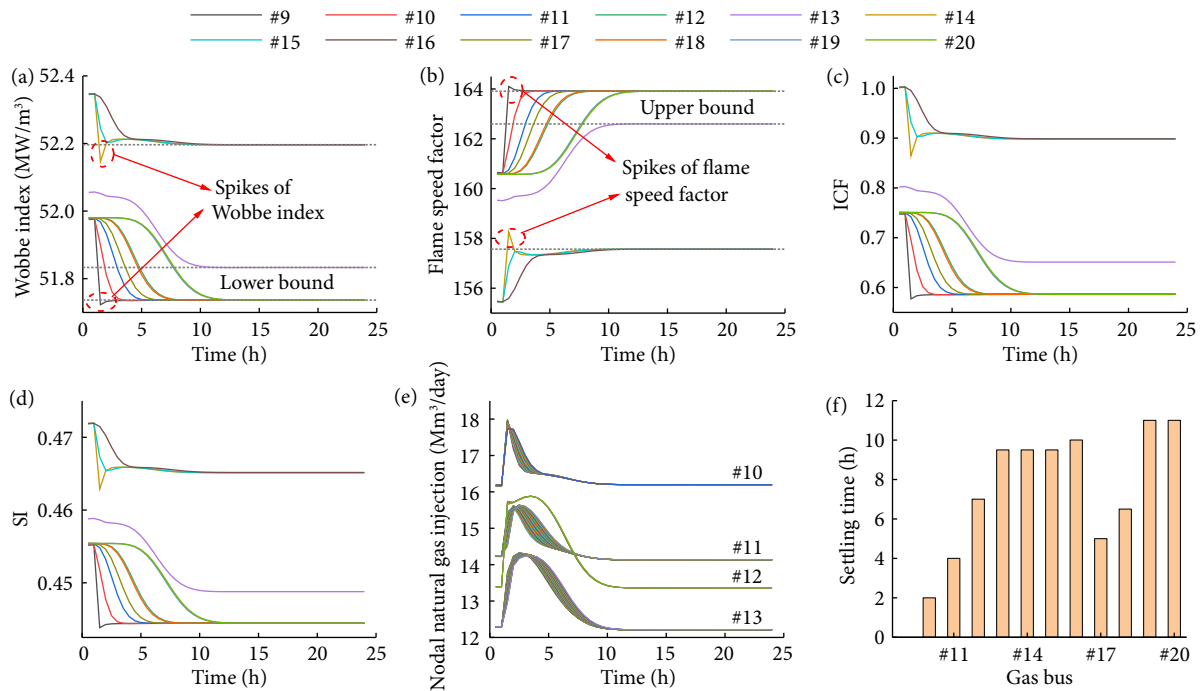 #9 #10 #11 #12 #13 #14
#15 #16 #17 #18 #19 #20
(a)
Wobbe index (MW/m³)
52.4
52.2
52.0
51.8
Spikes of
Wobbe index
Lower bound
0 5 10 15 20 25
Time (h)
(b)
Flame speed factor
164
162
160
158
156
Upper bound
Spikes of flame
speed factor
0 5 10 15 20 25
Time (h)
(c)
ICF
1.0
0.9
0.8
0.7
0.6
0 5 10 15 20 25
Time (h)
(d)
SI
0.47
0.46
0.45
0 5 10 15 20 25
Time (h)
(e)
Nodal natural gas injection (Mm³/day)
18
17
16
15
14
13
12
#10
#11
#12
#13
0 5 10 15 20 25
Time (h)
(f)
Settling time (h)
12
10
8
6
4
2
0
#11 #14 #17 #20
Gas bus